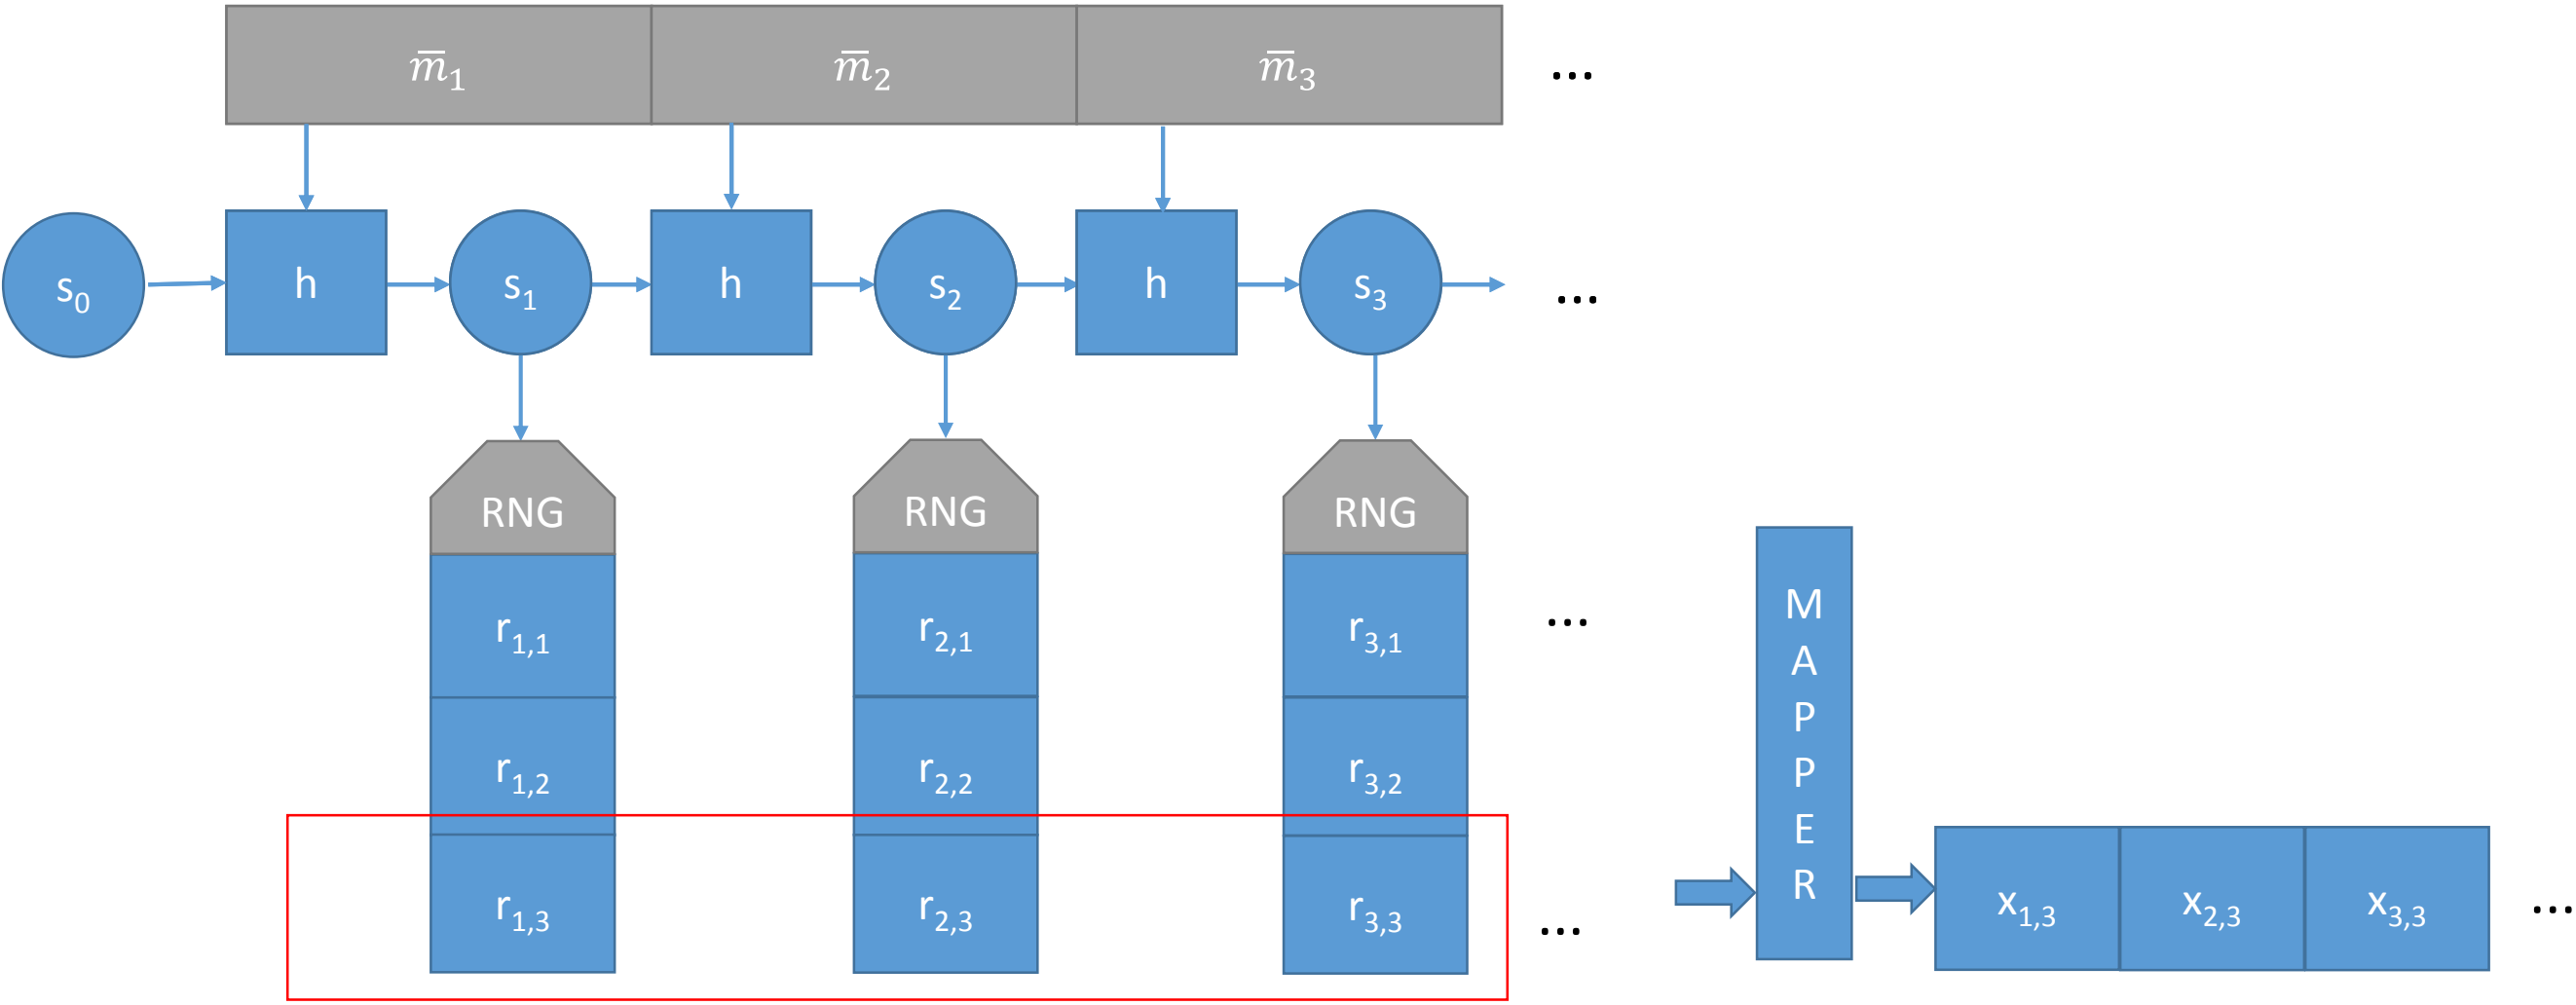 m̅₁ m̅₂ m̅₃ ...
s₀ h s₁ h s₂ h s₃ ...
RNG RNG RNG
r₁,₁ r₂,₁ r₃,₁ ...
r₁,₂ r₂,₂ r₃,₂
r₁,₃ r₂,₃ r₃,₃ ...
M
A
P
P
E
R
x₁,₃ x₂,₃ x₃,₃ ...